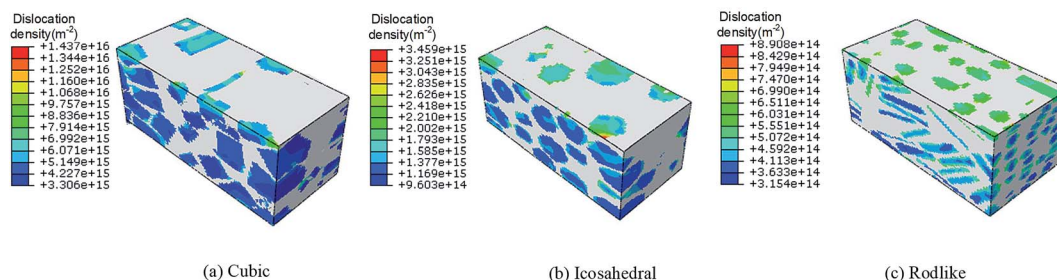 Dislocation
density(m⁻²)
+1.437e+16
+1.344e+16
+1.252e+16
+1.160e+16
+1.068e+16
+9.757e+15
+8.836e+15
+7.914e+15
+6.992e+15
+6.071e+15
+5.149e+15
+4.227e+15
+3.306e+15
(a) Cubic
Dislocation
density(m⁻²)
+3.459e+15
+3.251e+15
+3.043e+15
+2.835e+15
+2.626e+15
+2.418e+15
+2.210e+15
+2.002e+15
+1.793e+15
+1.585e+15
+1.377e+15
+1.169e+15
+9.603e+14
(b) Icosahedral
Dislocation
density(m⁻²)
+8.908e+14
+8.429e+14
+7.949e+14
+7.470e+14
+6.990e+14
+6.511e+14
+6.031e+14
+5.551e+14
+5.072e+14
+4.592e+14
+4.113e+14
+3.633e+14
+3.154e+14
(c) Rodlike